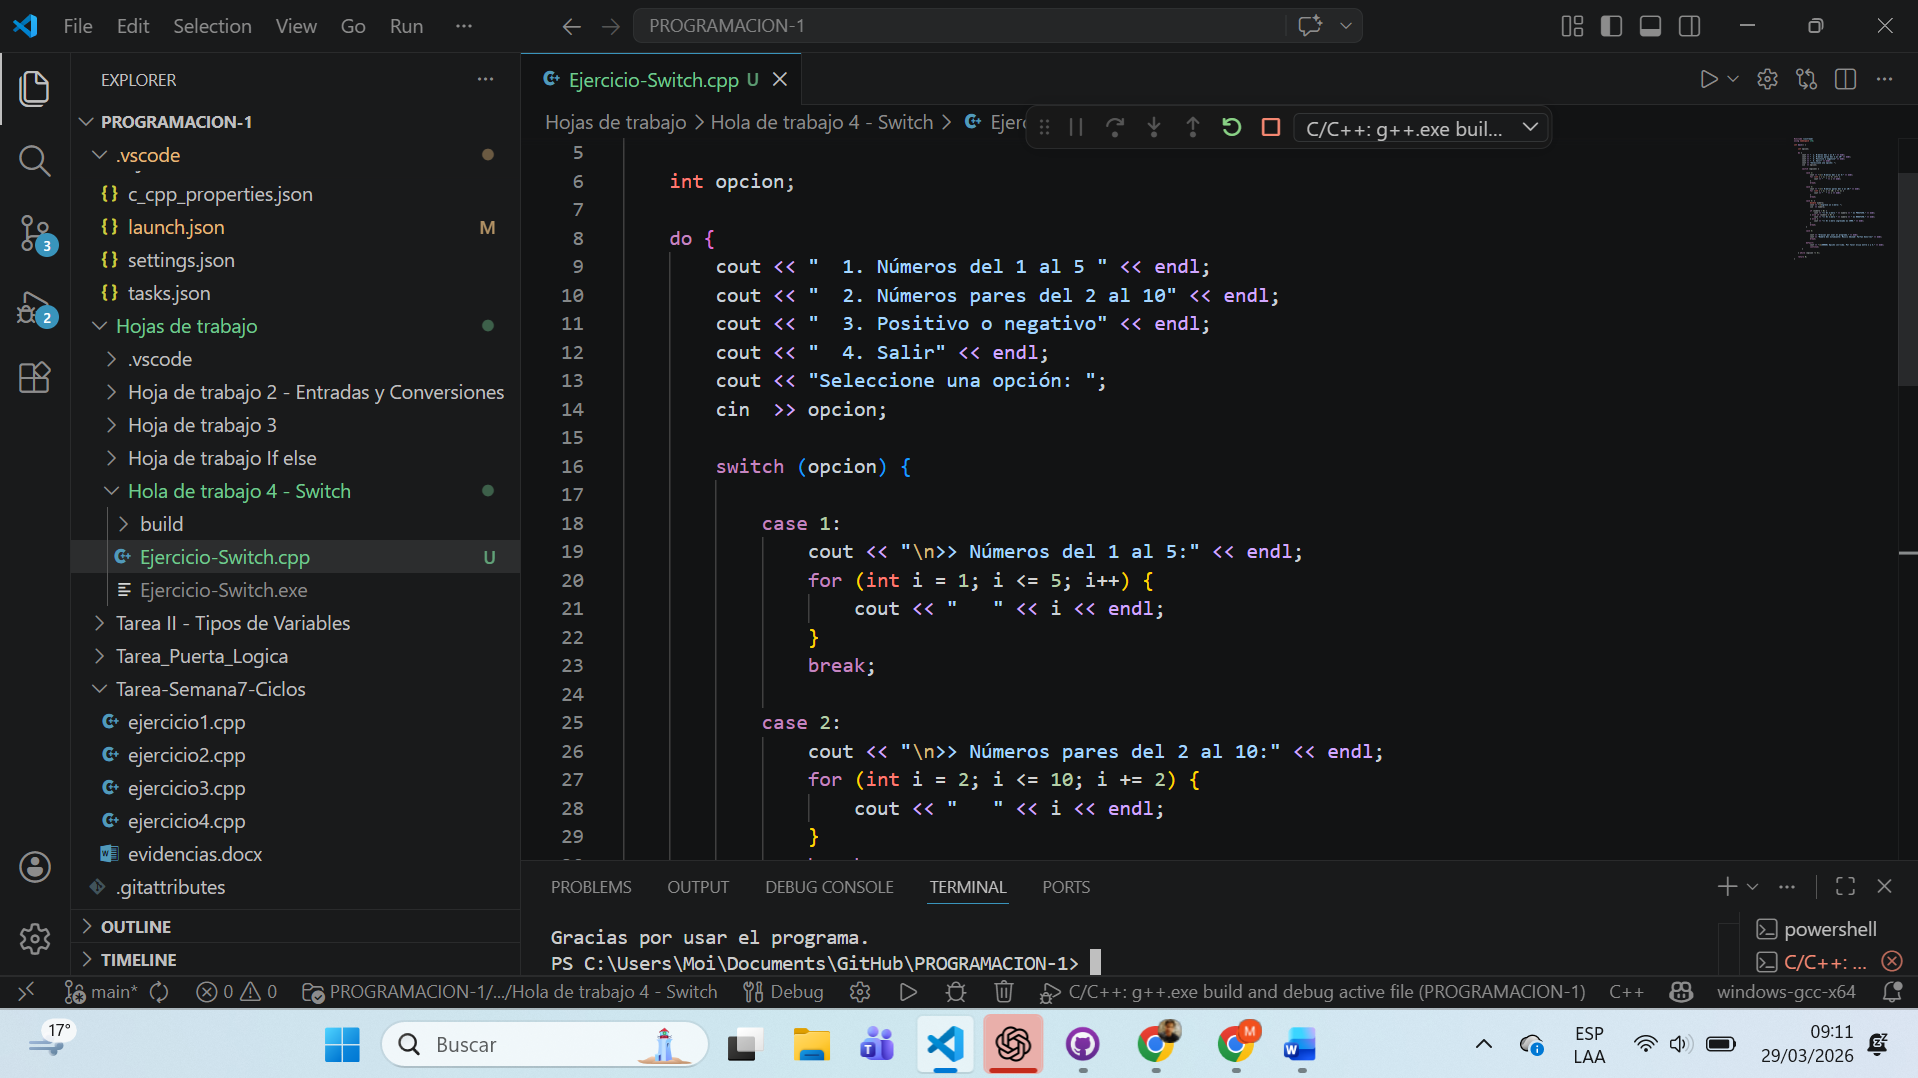 File Edit Selection View Go Run
PROGRAMACION-1
EXPLORER
PROGRAMACION-1
.vscode
c_cpp_properties.json
launch.json M
settings.json
tasks.json
Hojas de trabajo
.vscode
Hoja de trabajo 2 - Entradas y Conversiones
Hoja de trabajo 3
Hoja de trabajo If else
Hola de trabajo 4 - Switch
build
Ejercicio-Switch.cpp U
Ejercicio-Switch.exe
Tarea II - Tipos de Variables
Tarea_Puerta_Logica
Tarea-Semana7-Ciclos
ejercicio1.cpp
ejercicio2.cpp
ejercicio3.cpp
ejercicio4.cpp
evidencias.docx
.gitattributes
OUTLINE
TIMELINE
3
2
Ejercicio-Switch.cpp U
Hojas de trabajo > Hola de trabajo 4 - Switch > Ejerc
C/C++: g++.exe buil...
5
6 int opcion;
7
8 do {
9 cout << "  1. Números del 1 al 5 " << endl;
10 cout << "  2. Números pares del 2 al 10" << endl;
11 cout << "  3. Positivo o negativo" << endl;
12 cout << "  4. Salir" << endl;
13 cout << "Seleccione una opción: ";
14 cin  >> opcion;
15
16 switch (opcion) {
17
18 case 1:
19 cout << "\n>> Números del 1 al 5:" << endl;
20 for (int i = 1; i <= 5; i++) {
21 cout << "   " << i << endl;
22 }
23 break;
24
25 case 2:
26 cout << "\n>> Números pares del 2 al 10:" << endl;
27 for (int i = 2; i <= 10; i += 2) {
28 cout << "   " << i << endl;
29 }
PROBLEMS OUTPUT DEBUG CONSOLE TERMINAL PORTS
Gracias por usar el programa.
PS C:\Users\Moi\Documents\GitHub\PROGRAMACION-1>
powershell
C/C++: ...
main* 0 0 PROGRAMACION-1/.../Hola de trabajo 4 - Switch Debug C/C++: g++.exe build and debug active file (PROGRAMACION-1) C++ windows-gcc-x64
17°
Buscar
M
ESP
LAA
09:11
29/03/2026